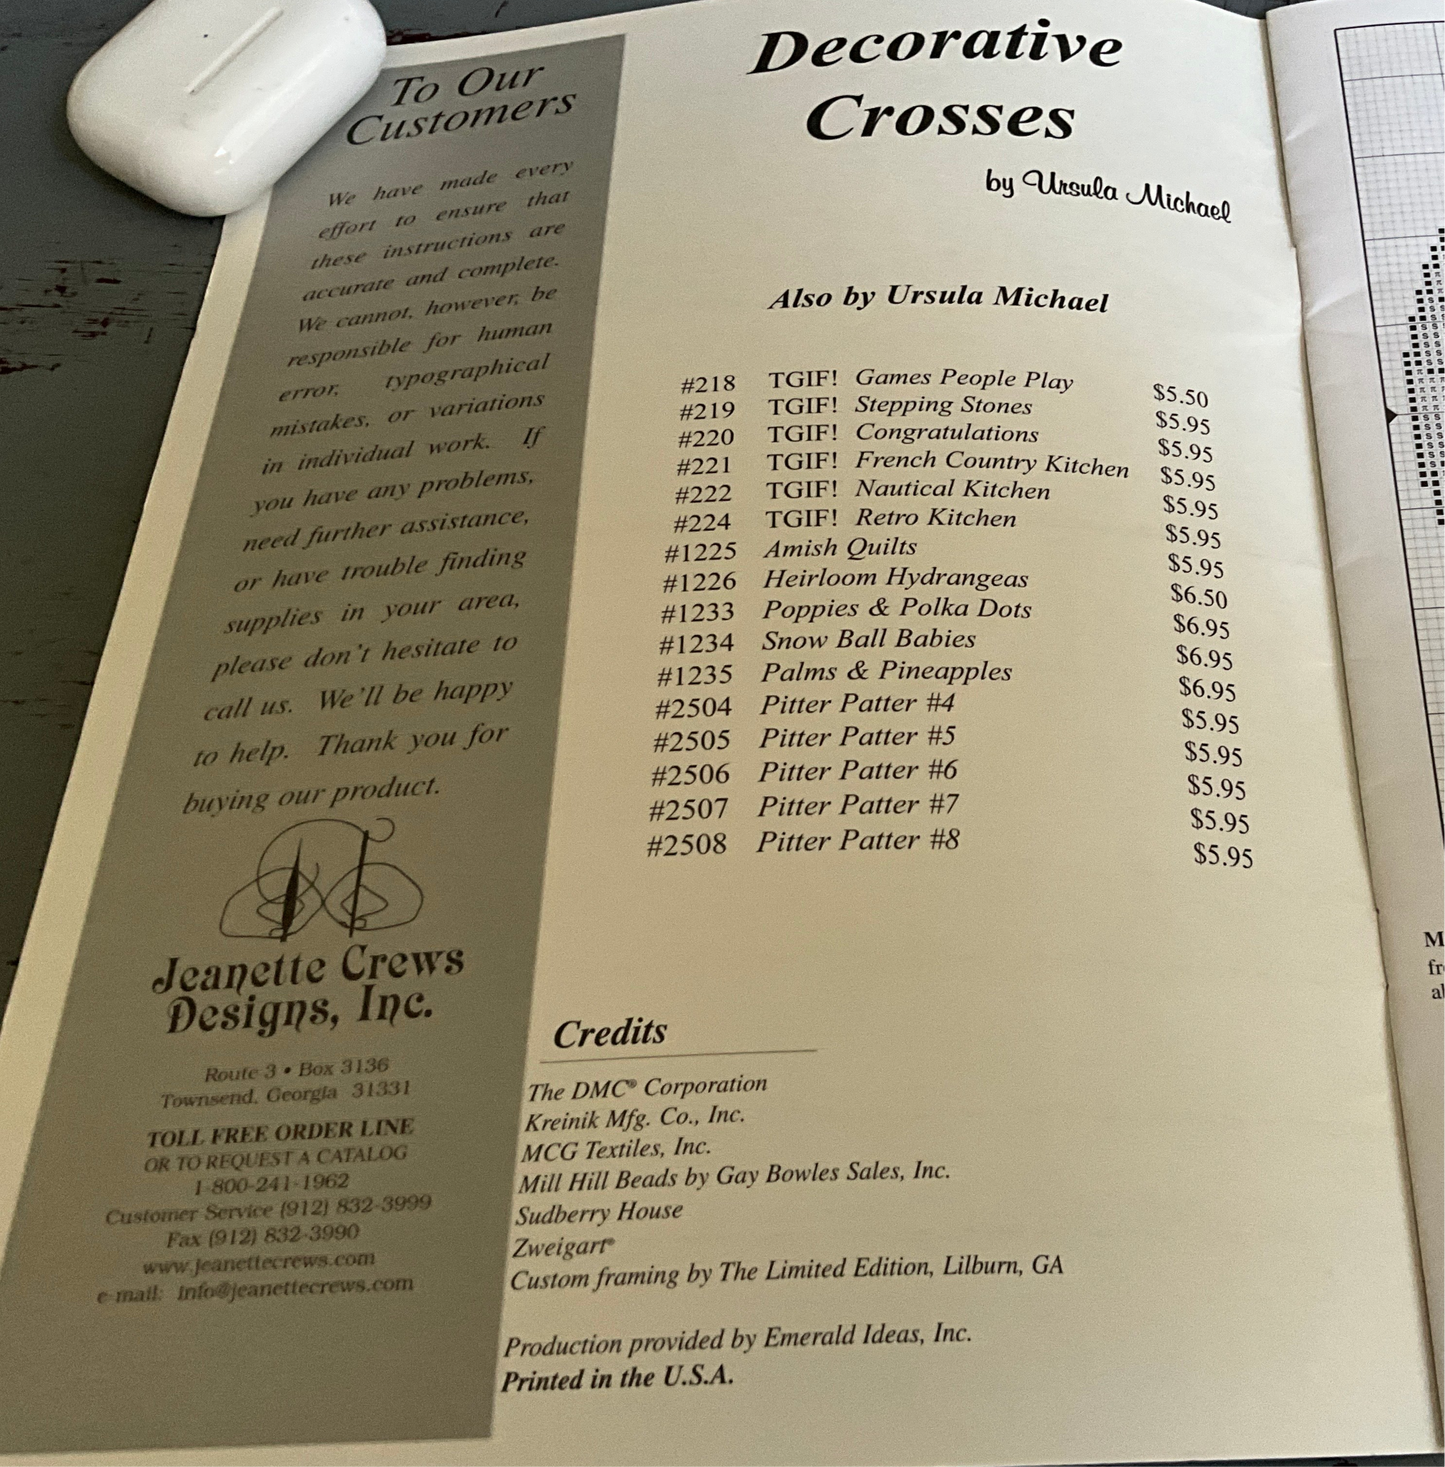 To Our
Customers
We have made every
effort to ensure that
these instructions are
accurate and complete.
We cannot, however, be
responsible for human
error, typographical
mistakes, or variations
in individual work. If
you have any problems,
need further assistance,
or have trouble finding
supplies in your area,
please don't hesitate to
call us. We'll be happy
to help. Thank you for
buying our product.
Jeanette Crews
Designs, Inc.
Route 3 • Box 3136
Townsend, Georgia 31331
TOLL FREE ORDER LINE
OR TO REQUEST A CATALOG
1-800-241-1962
Customer Service (912) 832-3999
Fax (912) 832-3990
www.jeanettecrews.com
e-mail: info@jeanettecrews.com
Decorative
Crosses
by Ursula Michael
Also by Ursula Michael
#218 TGIF! Games People Play $5.50
#219 TGIF! Stepping Stones $5.95
#220 TGIF! Congratulations $5.95
#221 TGIF! French Country Kitchen $5.95
#222 TGIF! Nautical Kitchen $5.95
#224 TGIF! Retro Kitchen $5.95
#1225 Amish Quilts $5.95
#1226 Heirloom Hydrangeas $6.50
#1233 Poppies & Polka Dots $6.95
#1234 Snow Ball Babies $6.95
#1235 Palms & Pineapples $6.95
#2504 Pitter Patter #4 $5.95
#2505 Pitter Patter #5 $5.95
#2506 Pitter Patter #6 $5.95
#2507 Pitter Patter #7 $5.95
#2508 Pitter Patter #8 $5.95
Credits
The DMC® Corporation
Kreinik Mfg. Co., Inc.
MCG Textiles, Inc.
Mill Hill Beads by Gay Bowles Sales, Inc.
Sudberry House
Zweigart®
Custom framing by The Limited Edition, Lilburn, GA
Production provided by Emerald Ideas, Inc.
Printed in the U.S.A.